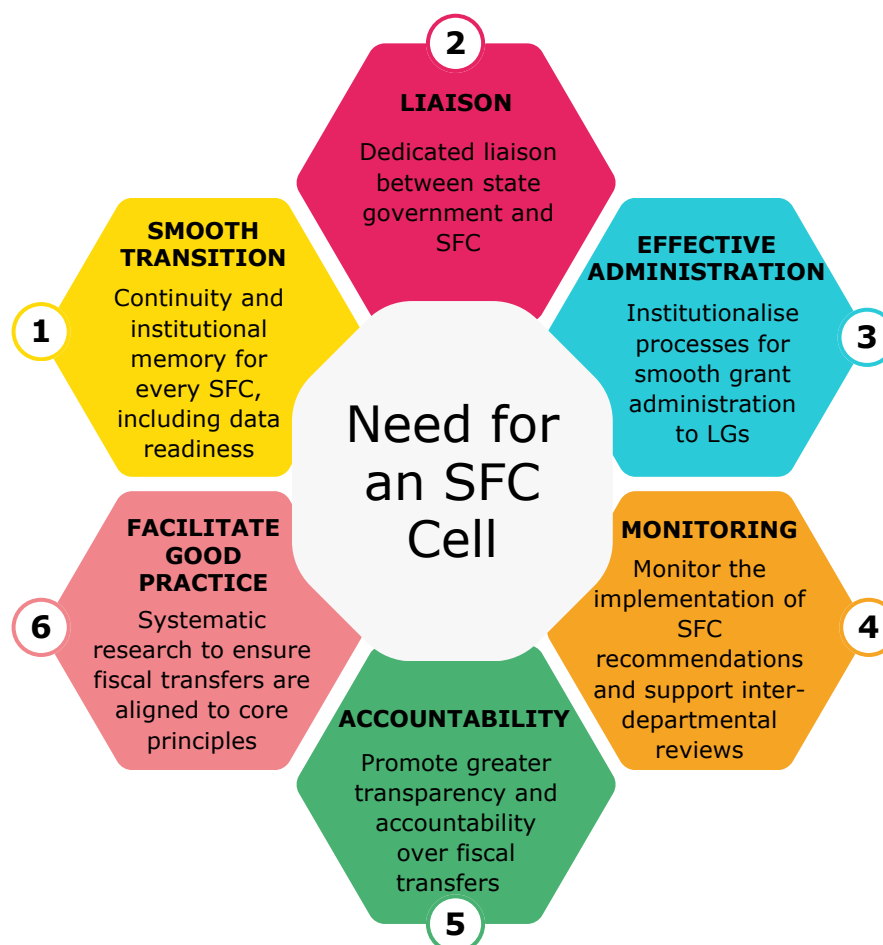 Need for
an SFC
Cell
1
SMOOTH
TRANSITION
Continuity and
institutional
memory for
every SFC,
including data
readiness
2
LIAISON
Dedicated liaison
between state
government and
SFC
3
EFFECTIVE
ADMINISTRATION
Institutionalise
processes for
smooth grant
administration
to LGs
4
MONITORING
Monitor the
implementation of
SFC
recommendations
and support inter-
departmental
reviews
5
ACCOUNTABILITY
Promote greater
transparency and
accountability
over fiscal
transfers
6
FACILITATE
GOOD
PRACTICE
Systematic
research to ensure
fiscal transfers are
aligned to core
principles